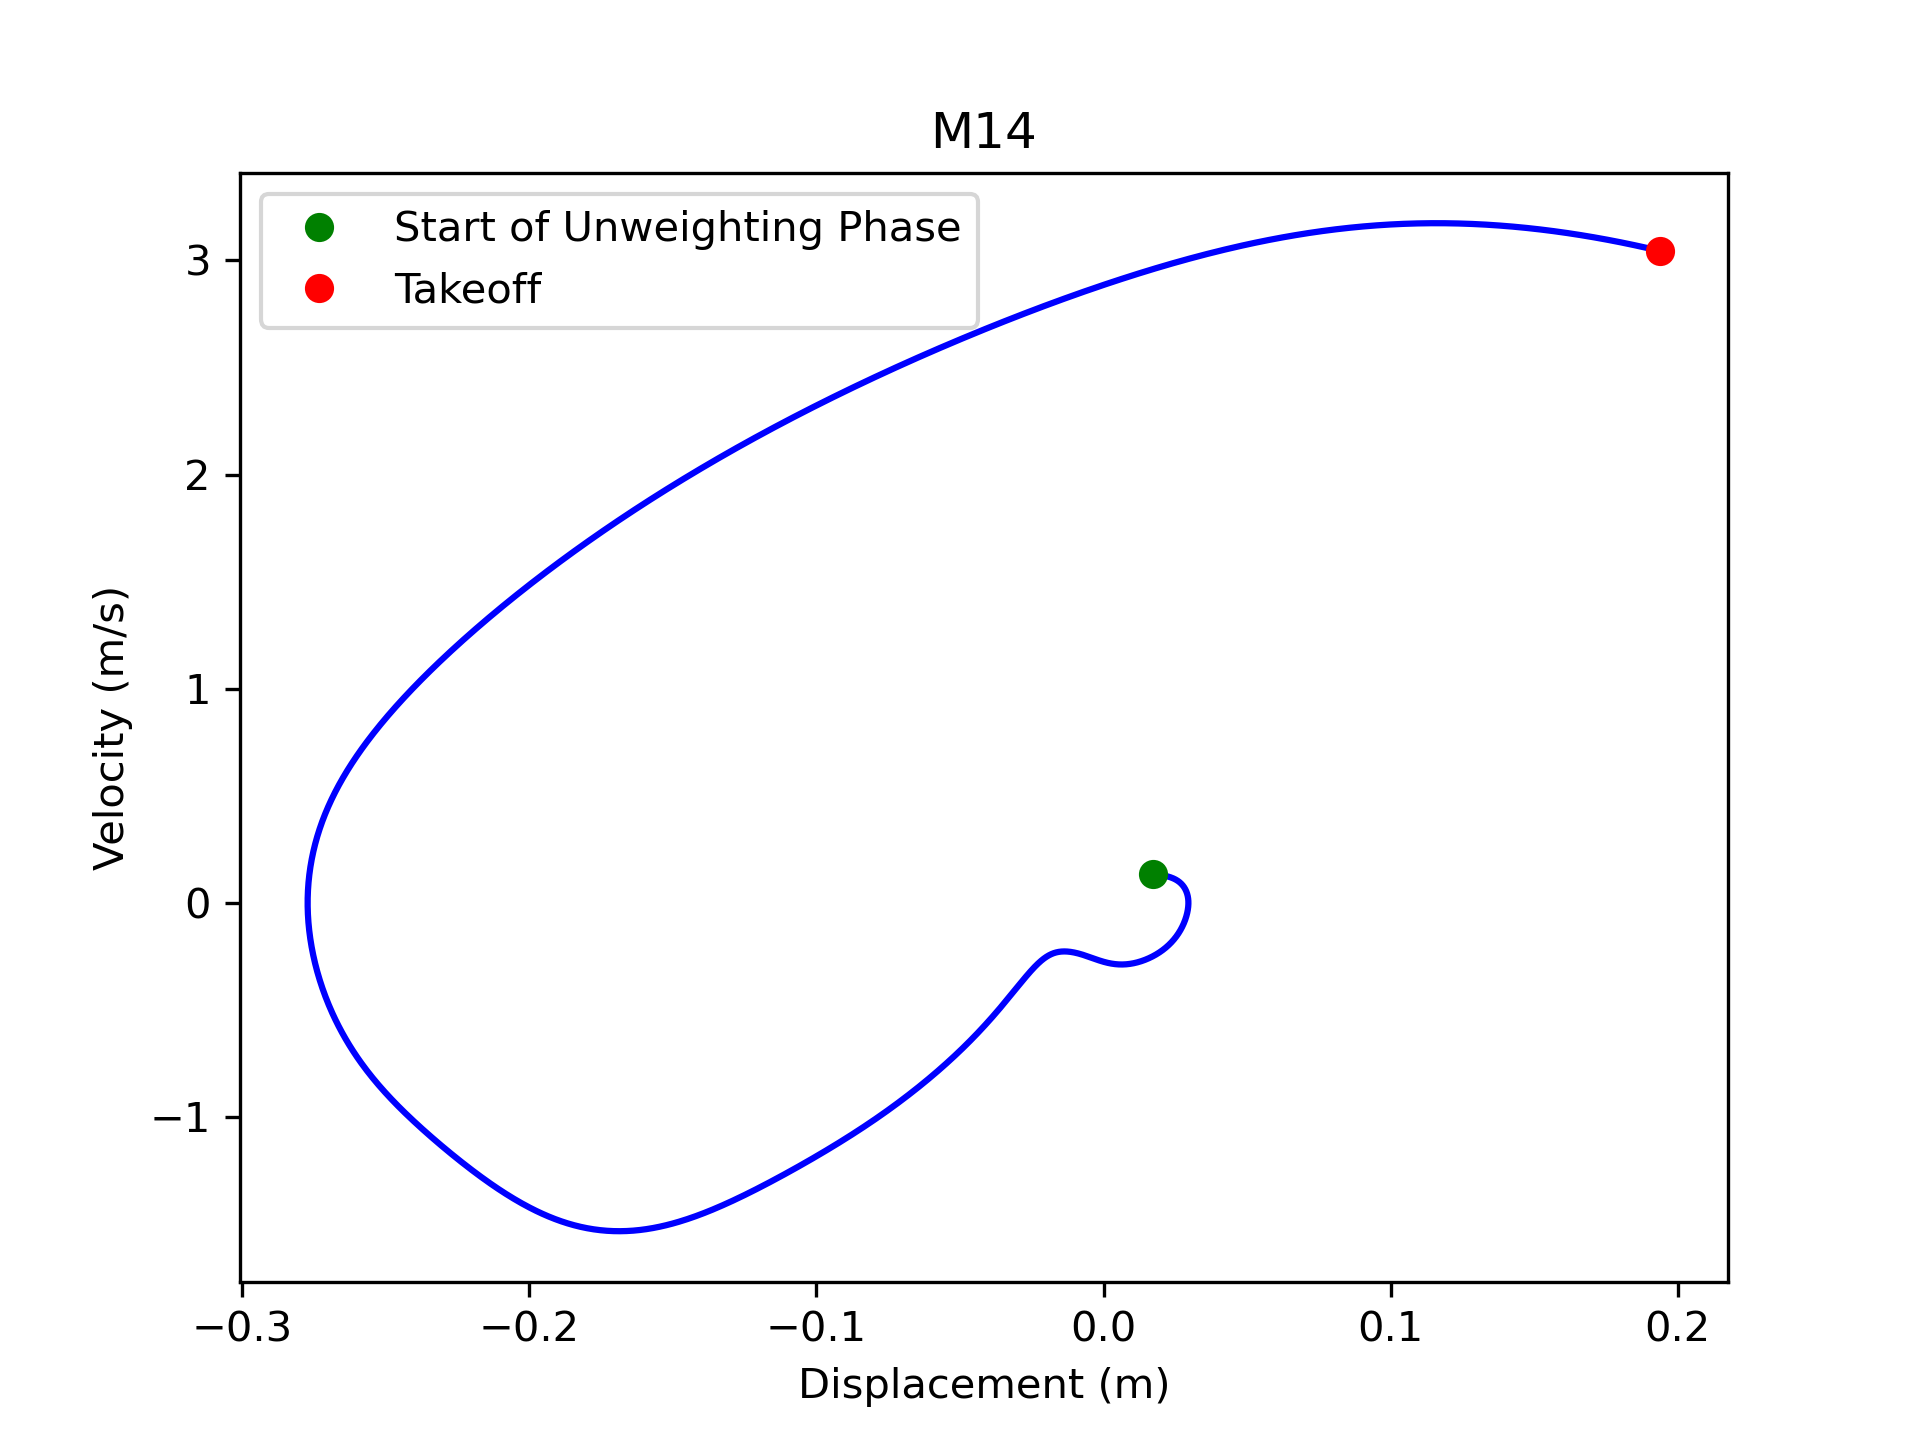 M14
Start of Unweighting Phase
Takeoff
3
2
1
0
−1
Velocity (m/s)
−0.3 −0.2 −0.1 0.0 0.1 0.2
Displacement (m)